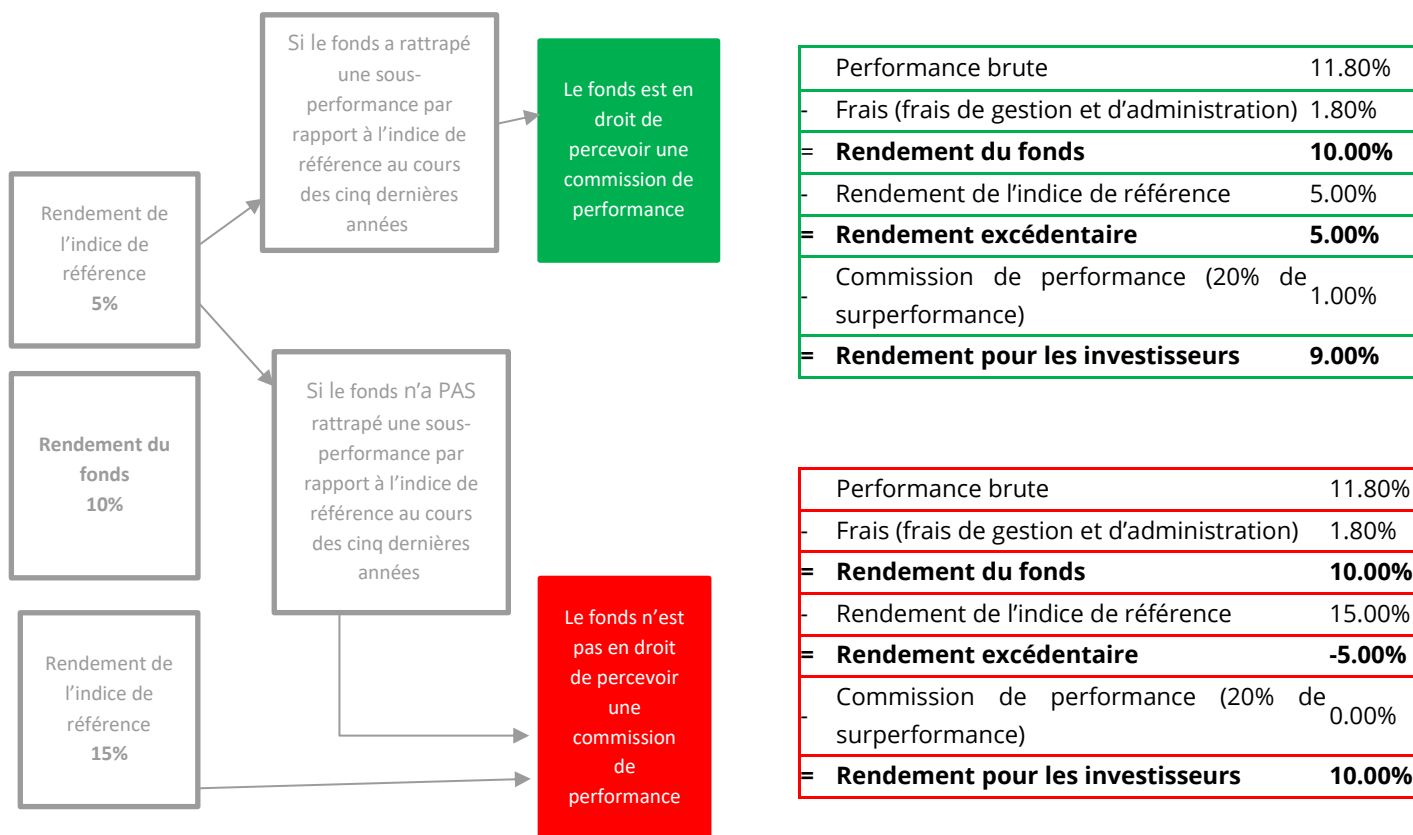 Rendement de
l’indice de
référence
5%
Rendement du
fonds
10%
Rendement de
l’indice de
référence
15%
Si le fonds a rattrapé
une sous-
performance par
rapport à l’indice de
référence au cours
des cinq dernières
années
Si le fonds n’a PAS
rattrapé une sous-
performance par
rapport à l’indice de
référence au cours
des cinq dernières
années
Le fonds est en
droit de
percevoir une
commission de
performance
Le fonds n’est
pas en droit
de percevoir
une
commission
de
performance
Performance brute 11.80%
- Frais (frais de gestion et d’administration) 1.80%
= Rendement du fonds 10.00%
- Rendement de l’indice de référence 5.00%
= Rendement excédentaire 5.00%
- Commission de performance (20% de
surperformance) 1.00%
= Rendement pour les investisseurs 9.00%
Performance brute 11.80%
- Frais (frais de gestion et d’administration) 1.80%
= Rendement du fonds 10.00%
- Rendement de l’indice de référence 15.00%
= Rendement excédentaire -5.00%
- Commission de performance (20% de
surperformance) 0.00%
= Rendement pour les investisseurs 10.00%